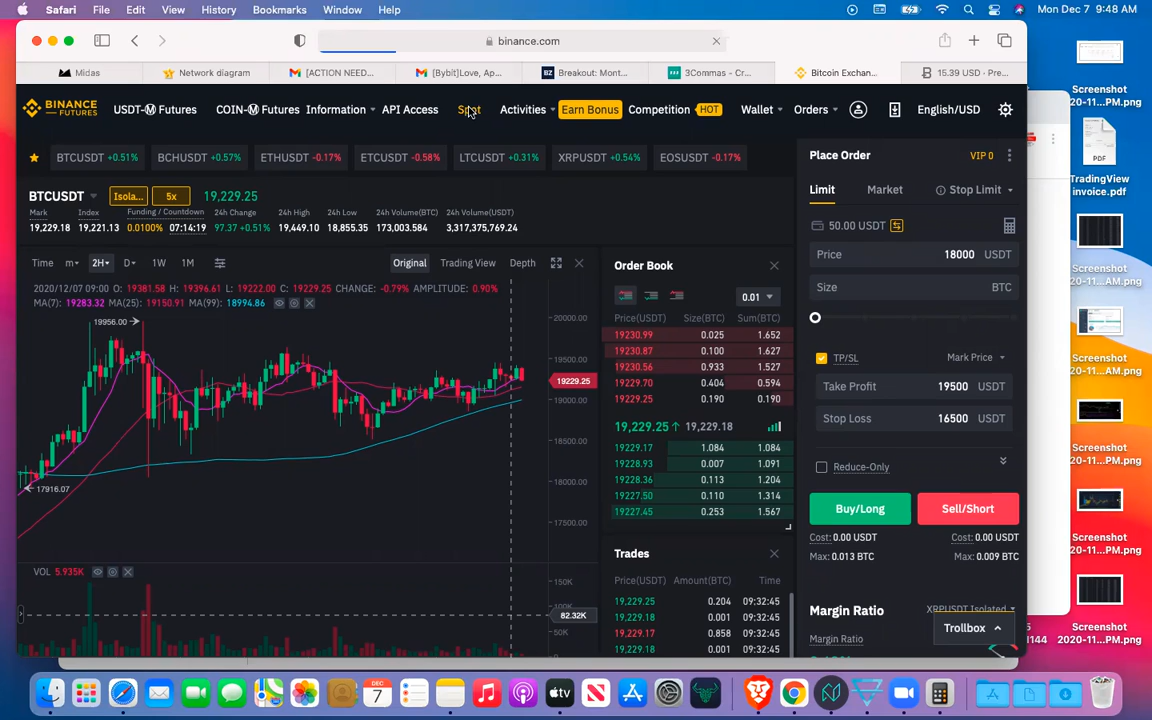 Safari File Edit View History Bookmarks Window Help Mon Dec 7 9:48 AM
binance.com
Midas Network diagram [ACTION NEED... [Bybit]Love, Ap... Breakout: Mont... 3Commas - Cr... Bitcoin Exchan... 15.39 USD - Pre...
BINANCE FUTURES USDT-Ⓜ Futures COIN-Ⓜ Futures Information API Access Spot Activities Earn Bonus Competition HOT Wallet Orders English/USD
BTCUSDT +0.51% BCHUSDT +0.57% ETHUSDT -0.17% ETCUSDT -0.58% LTCUSDT +0.31% XRPUSDT +0.54% EOSUSDT -0.17%
BTCUSDT Isola... 5x 19,229.25
Mark Index Funding / Countdown 24h Change 24h High 24h Low 24h Volume(BTC) 24h Volume(USDT)
19,229.18 19,221.13 0.0100% 07:14:19 97.37 +0.51% 19,449.10 18,855.35 173,003.584 3,317,375,769.24
Time m 2H D 1W 1M Original Trading View Depth
2020/12/07 09:00 O: 19381.58 H: 19396.61 L: 19222.00 C: 19229.25 CHANGE: -0.79% AMPLITUDE: 0.90%
MA(7): 19283.32 MA(25): 19150.91 MA(99): 18994.86
19956.00
20000.00
19500.00
19229.25
19000.00
18500.00
18000.00
17500.00
17916.07
VOL 5.935K
150K
82.32K
50K
Order Book
0.01
Price(USDT) Size(BTC) Sum(BTC)
19230.99 0.025 1.652
19230.87 0.100 1.627
19230.56 0.933 1.527
19229.70 0.404 0.594
19229.25 0.190 0.190
19,229.25 19,229.18
19229.17 1.084 1.084
19228.93 0.007 1.091
19228.36 0.113 1.204
19227.50 0.110 1.314
19227.45 0.253 1.567
Trades
Price(USDT) Amount(BTC) Time
19,229.25 0.204 09:32:45
19,229.18 0.001 09:32:45
19,229.17 0.858 09:32:45
19,229.18 0.001 09:32:45
Place Order VIP 0
Limit Market Stop Limit
50.00 USDT
Price 18000 USDT
Size BTC
TP/SL Mark Price
Take Profit 19500 USDT
Stop Loss 16500 USDT
Reduce-Only
Buy/Long Sell/Short
Cost: 0.00 USDT Cost: 0.00 USDT
Max: 0.013 BTC Max: 0.009 BTC
Margin Ratio XRPUSDT Isolated
Trollbox
Margin Ratio
Screenshot
20-11...PM.png
PDF
TradingView
invoice.pdf
Screenshot
20-11...AM.png
Screenshot
20-11...AM.png
Screenshot
20-11...PM.png
Screenshot
20-11...PM.png
Screenshot
20-11...PM.png
1144
DEC
7
tv